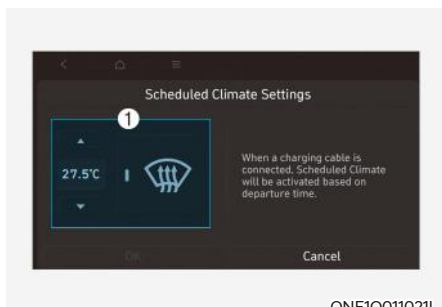 Scheduled Climate Settings
1
27.5℃
When a charging cable is
connected, Scheduled Climate
will be activated based on
departure time.
OK
Cancel